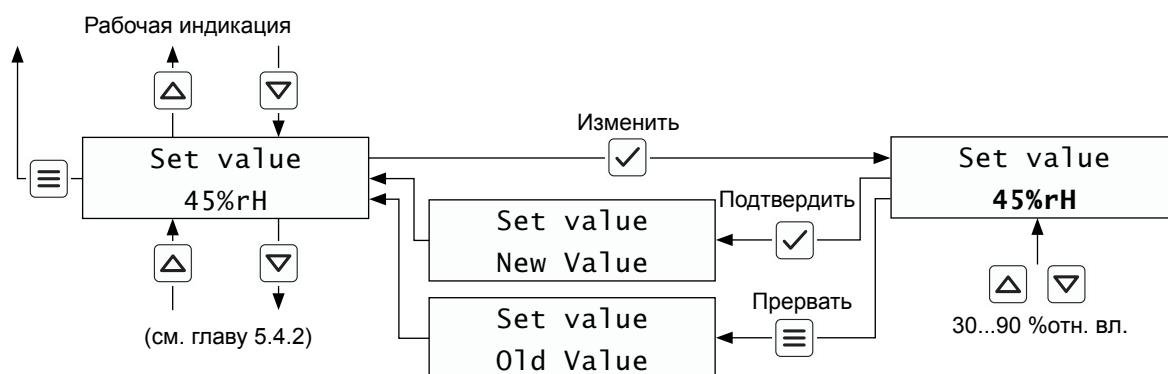 Рабочая индикация
Изменить
Set value
45%rH
Set value
45%rH
Подтвердить
Set value
New Value
Прервать
Set value
Old Value
(см. главу 5.4.2)
30...90 %отн. вл.